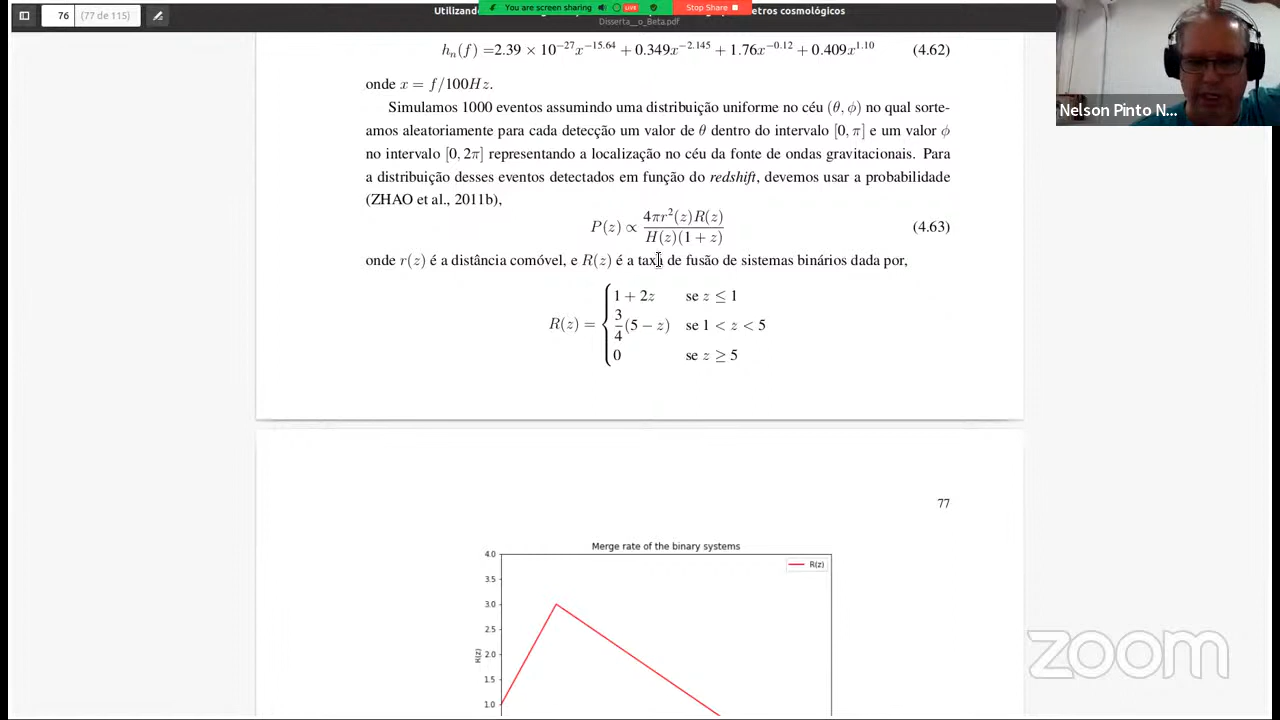 Utilizando
etros cosmológicos
You are screen sharing
LIVE
Stop Share
Disserta__o_Beta.pdf
76 (77 de 115)
h_n(f) =2.39 × 10^{-27}x^{-15.64} + 0.349x^{-2.145} + 1.76x^{-0.12} + 0.409x^{1.10} (4.62)
onde x = f/100Hz.
Simulamos 1000 eventos assumindo uma distribuição uniforme no céu (θ, ϕ) no qual sorte-
amos aleatoriamente para cada detecção um valor de θ dentro do intervalo [0, π] e um valor ϕ
no intervalo [0, 2π] representando a localização no céu da fonte de ondas gravitacionais. Para
a distribuição desses eventos detectados em função do redshift, devemos usar a probabilidade
(ZHAO et al., 2011b),
P(z) ∝ 4πr²(z)R(z) / H(z)(1 + z) (4.63)
onde r(z) é a distância comóvel, e R(z) é a taxa de fusão de sistemas binários dada por,
R(z) = {
1 + 2z se z ≤ 1
3/4(5 − z) se 1 < z < 5
0 se z ≥ 5
77
Merge rate of the binary systems
R(z)
4.0
3.5
3.0
2.5
2.0
1.5
1.0
R(z)
Nelson Pinto N...
zoom